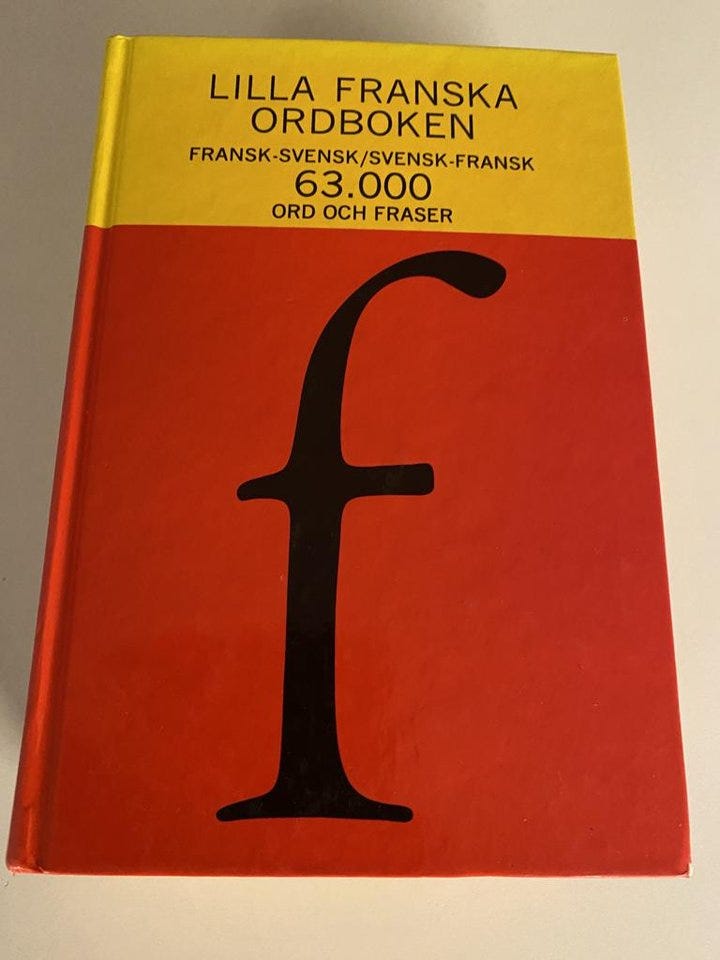 LILLA FRANSKA
ORDBOKEN
FRANSK-SVENSK/SVENSK-FRANSK
63.000
ORD OCH FRASER
f